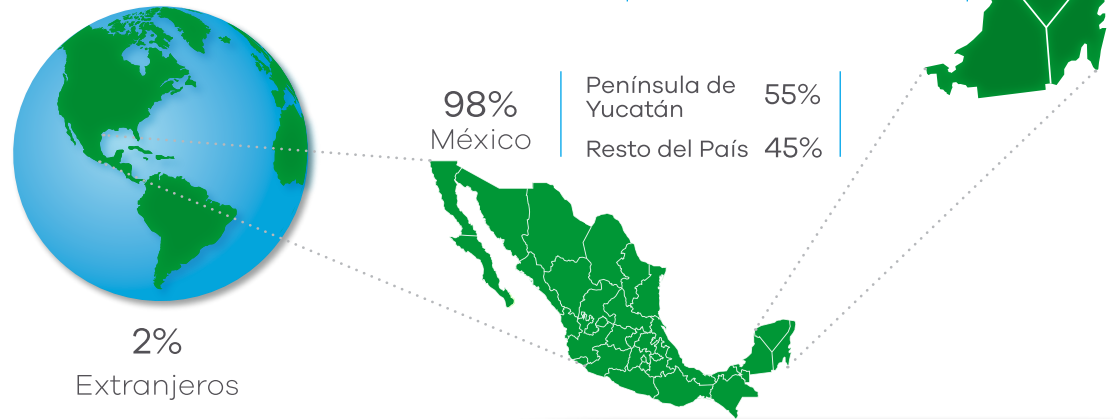 98%
México
Península de
Yucatán
55%
Resto del País 45%
2%
Extranjeros